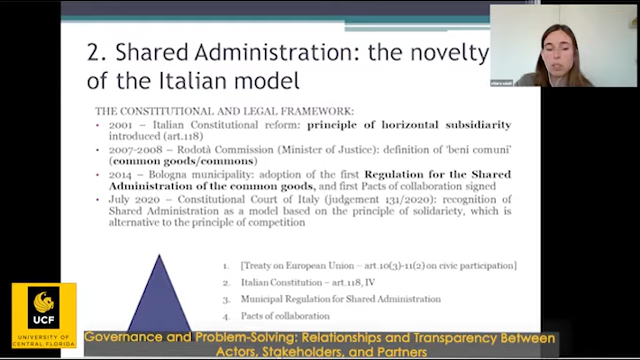 2. Shared Administration: the novelty
of the Italian model
THE CONSTITUTIONAL AND LEGAL FRAMEWORK:
• 2001 – Italian Constitutional reform: principle of horizontal subsidiarity
introduced (art.118)
• 2007-2008 – Rodotà Commission (Minister of Justice): definition of 'beni comuni'
(common goods/commons)
• 2014 – Bologna municipality: adoption of the first Regulation for the Shared
Administration of the common goods, and first Pacts of collaboration signed
• July 2020 – Constitutional Court of Italy (judgement 131/2020): recognition of
Shared Administration as a model based on the principle of solidariety, which is
alternative to the principle of competition
1. [Treaty on European Union – art.10(3)-11(2) on civic participation]
2. Italian Constitution – art.118, IV
3. Municipal Regulation for Shared Administration
4. Pacts of collaboration
UCF
UNIVERSITY OF
CENTRAL FLORIDA
Governance and Problem-Solving: Relationships and Transparency Between
Actors, Stakeholders, and Partners